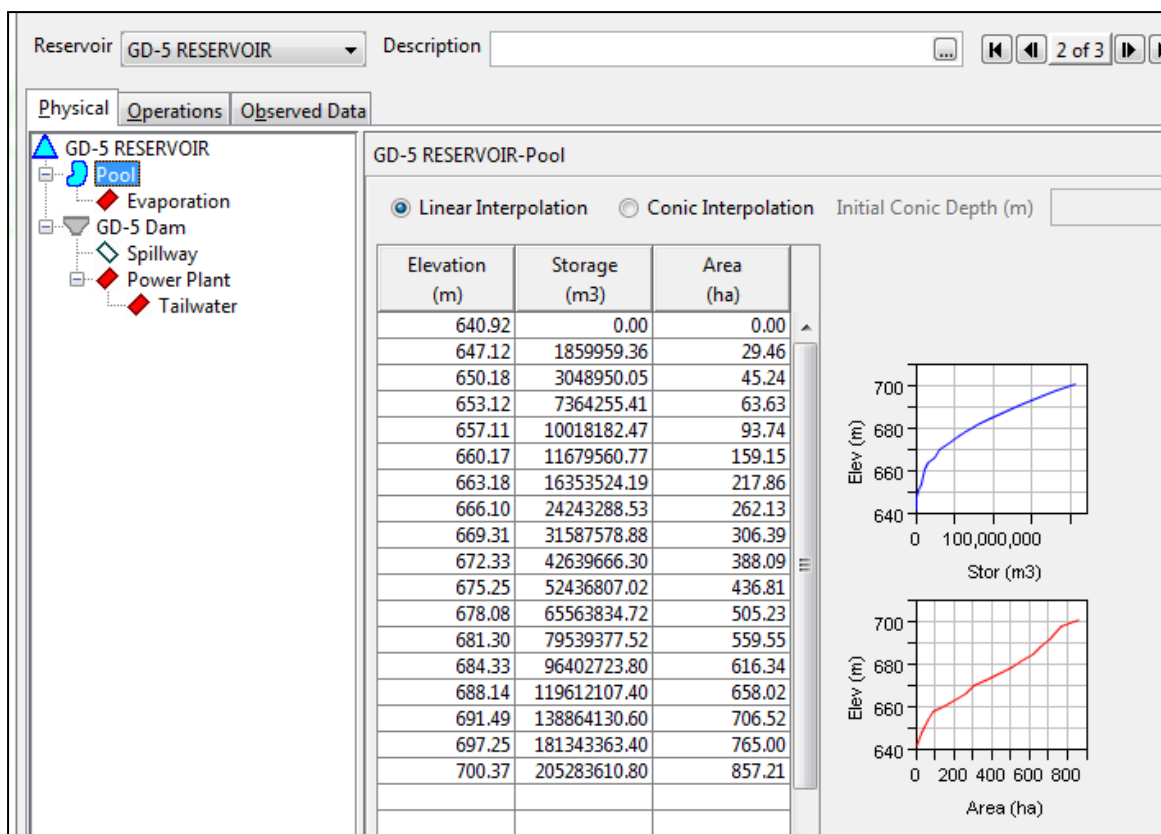 Reservoir GD-5 RESERVOIR Description ... 2 of 3
Physical Operations Observed Data
GD-5 RESERVOIR
Pool
Evaporation
GD-5 Dam
Spillway
Power Plant
Tailwater
GD-5 RESERVOIR-Pool
Linear Interpolation Conic Interpolation Initial Conic Depth (m)
Elevation Storage Area
(m) (m3) (ha)
640.92 0.00 0.00
647.12 1859959.36 29.46
650.18 3048950.05 45.24
653.12 7364255.41 63.63
657.11 10018182.47 93.74
660.17 11679560.77 159.15
663.18 16353524.19 217.86
666.10 24243288.53 262.13
669.31 31587578.88 306.39
672.33 42639666.30 388.09
675.25 52436807.02 436.81
678.08 65563834.72 505.23
681.30 79539377.52 559.55
684.33 96402723.80 616.34
688.14 119612107.40 658.02
691.49 138864130.60 706.52
697.25 181343363.40 765.00
700.37 205283610.80 857.21
700
680
660
640
Elev (m)
0 100,000,000
Stor (m3)
700
680
660
640
Elev (m)
0 200 400 600 800
Area (ha)